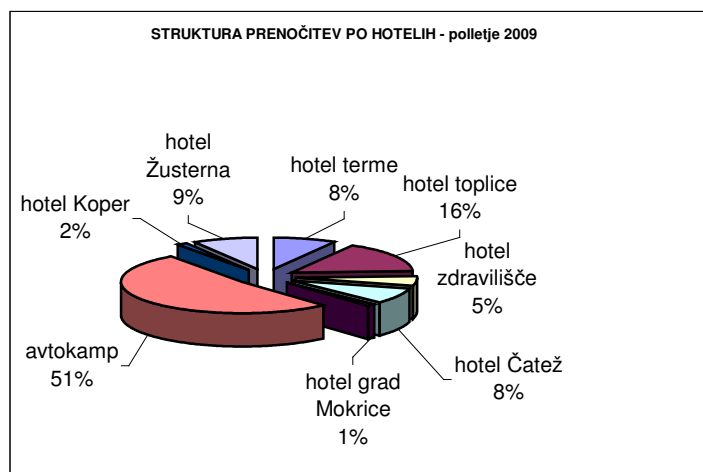 STRUKTURA PRENOČITEV PO HOTELIH - polletje 2009
hotel
Žusterna
9%
hotel terme
8%
hotel toplice
16%
hotel Koper
2%
hotel
zdravilišče
5%
avtokamp
51%
hotel grad
Mokrice
1%
hotel Čatež
8%